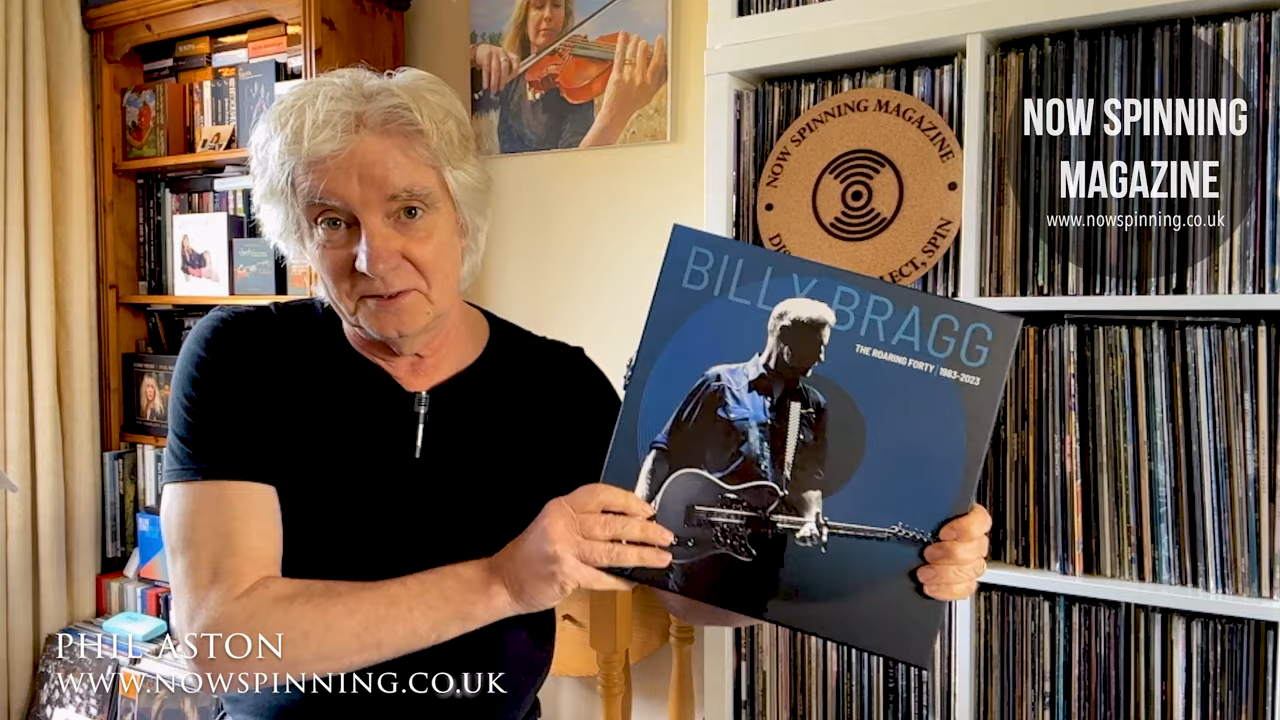 NOW SPINNING MAGAZINE
NOW SPINNING
MAGAZINE
www.nowspinning.co.uk
BILLY BRAGG
THE ROARING FORTY | 1983-2023
PHIL ASTON
WWW.NOWSPINNING.CO.UK